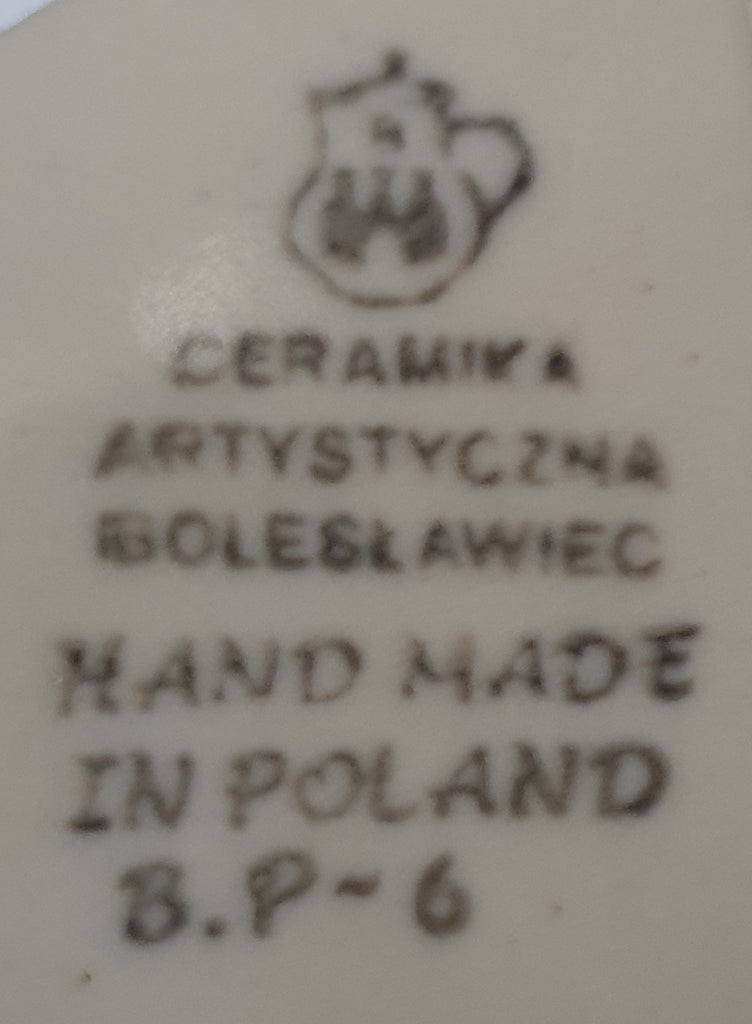 CERAMIKA
ARTYSTYCZNA
BOLESŁAWIEC
HAND MADE
IN POLAND
B.P-6